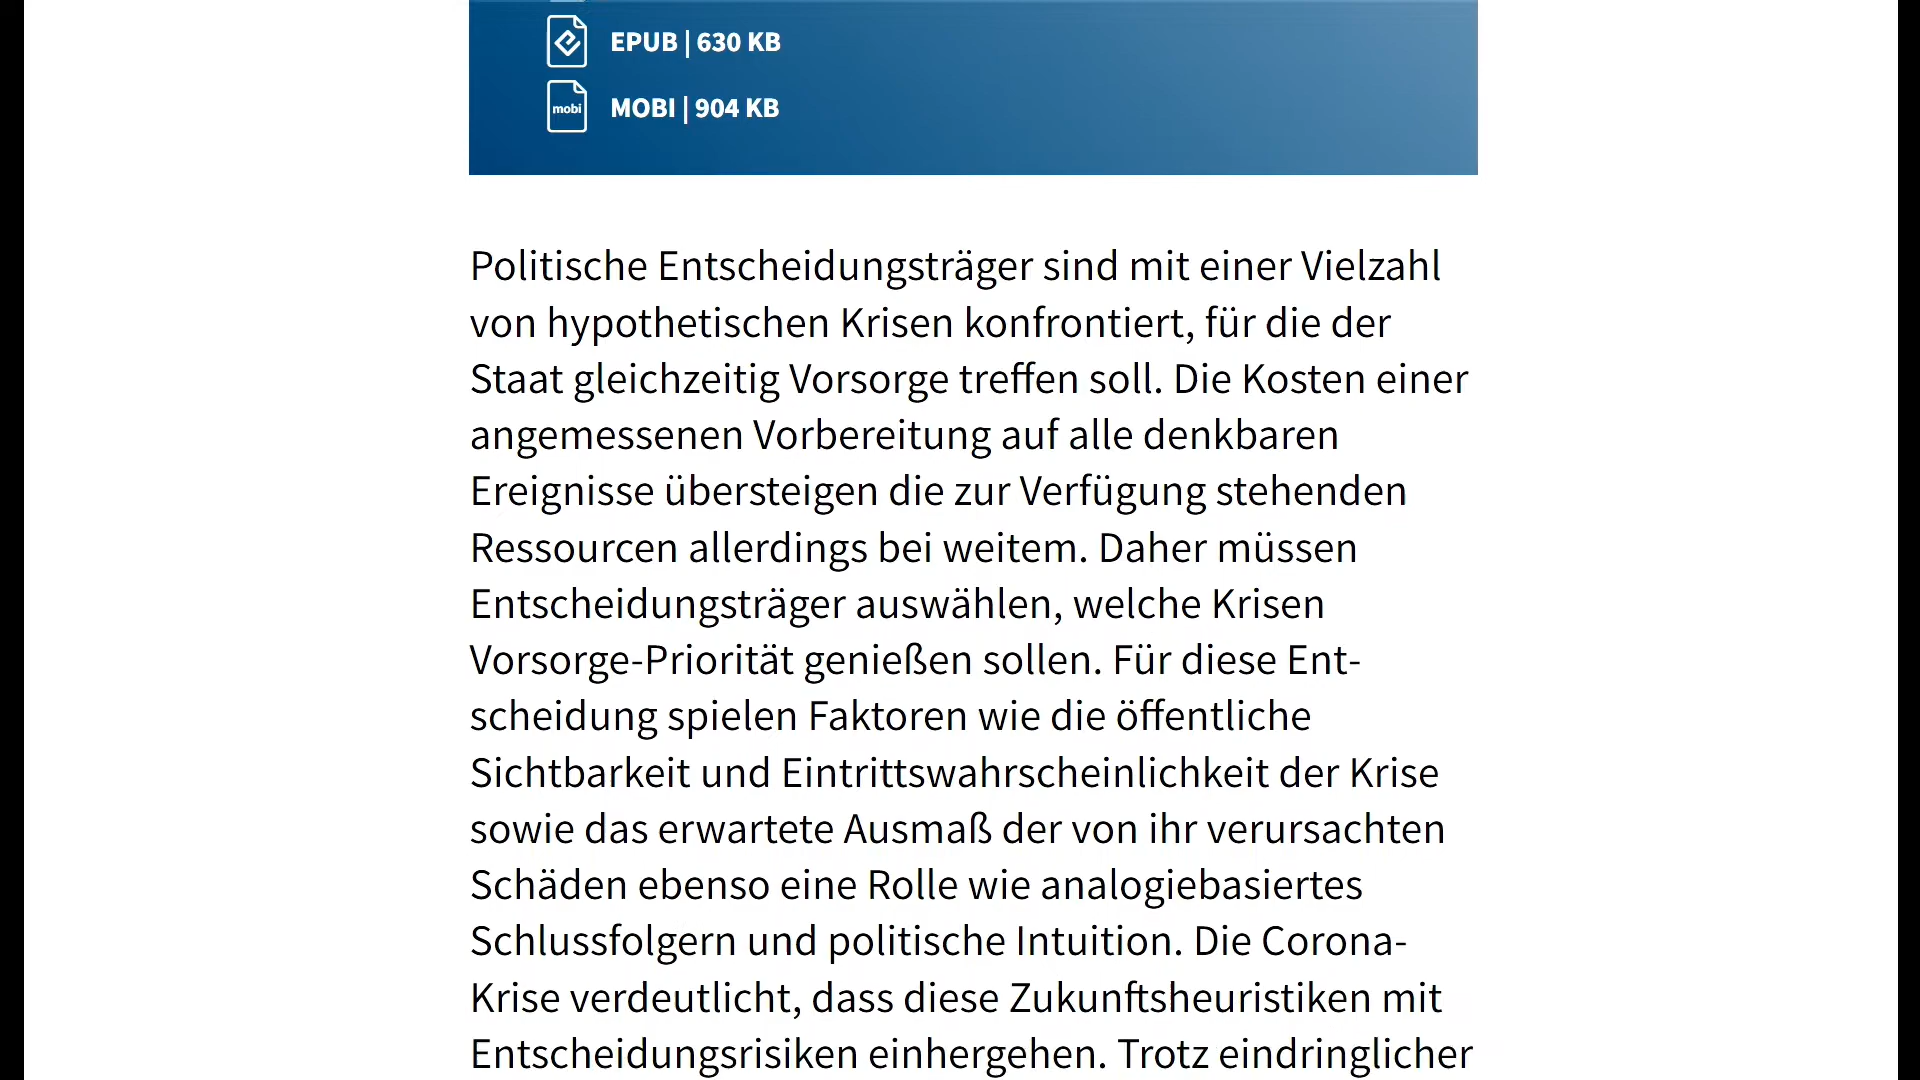 EPUB | 630 KB
mobi
MOBI | 904 KB
Politische Entscheidungsträger sind mit einer Vielzahl
von hypothetischen Krisen konfrontiert, für die der
Staat gleichzeitig Vorsorge treffen soll. Die Kosten einer
angemessenen Vorbereitung auf alle denkbaren
Ereignisse übersteigen die zur Verfügung stehenden
Ressourcen allerdings bei weitem. Daher müssen
Entscheidungsträger auswählen, welche Krisen
Vorsorge-Priorität genießen sollen. Für diese Ent-
scheidung spielen Faktoren wie die öffentliche
Sichtbarkeit und Eintrittswahrscheinlichkeit der Krise
sowie das erwartete Ausmaß der von ihr verursachten
Schäden ebenso eine Rolle wie analogiebasiertes
Schlussfolgern und politische Intuition. Die Corona-
Krise verdeutlicht, dass diese Zukunftsheuristiken mit
Entscheidungsrisiken einhergehen. Trotz eindringlicher